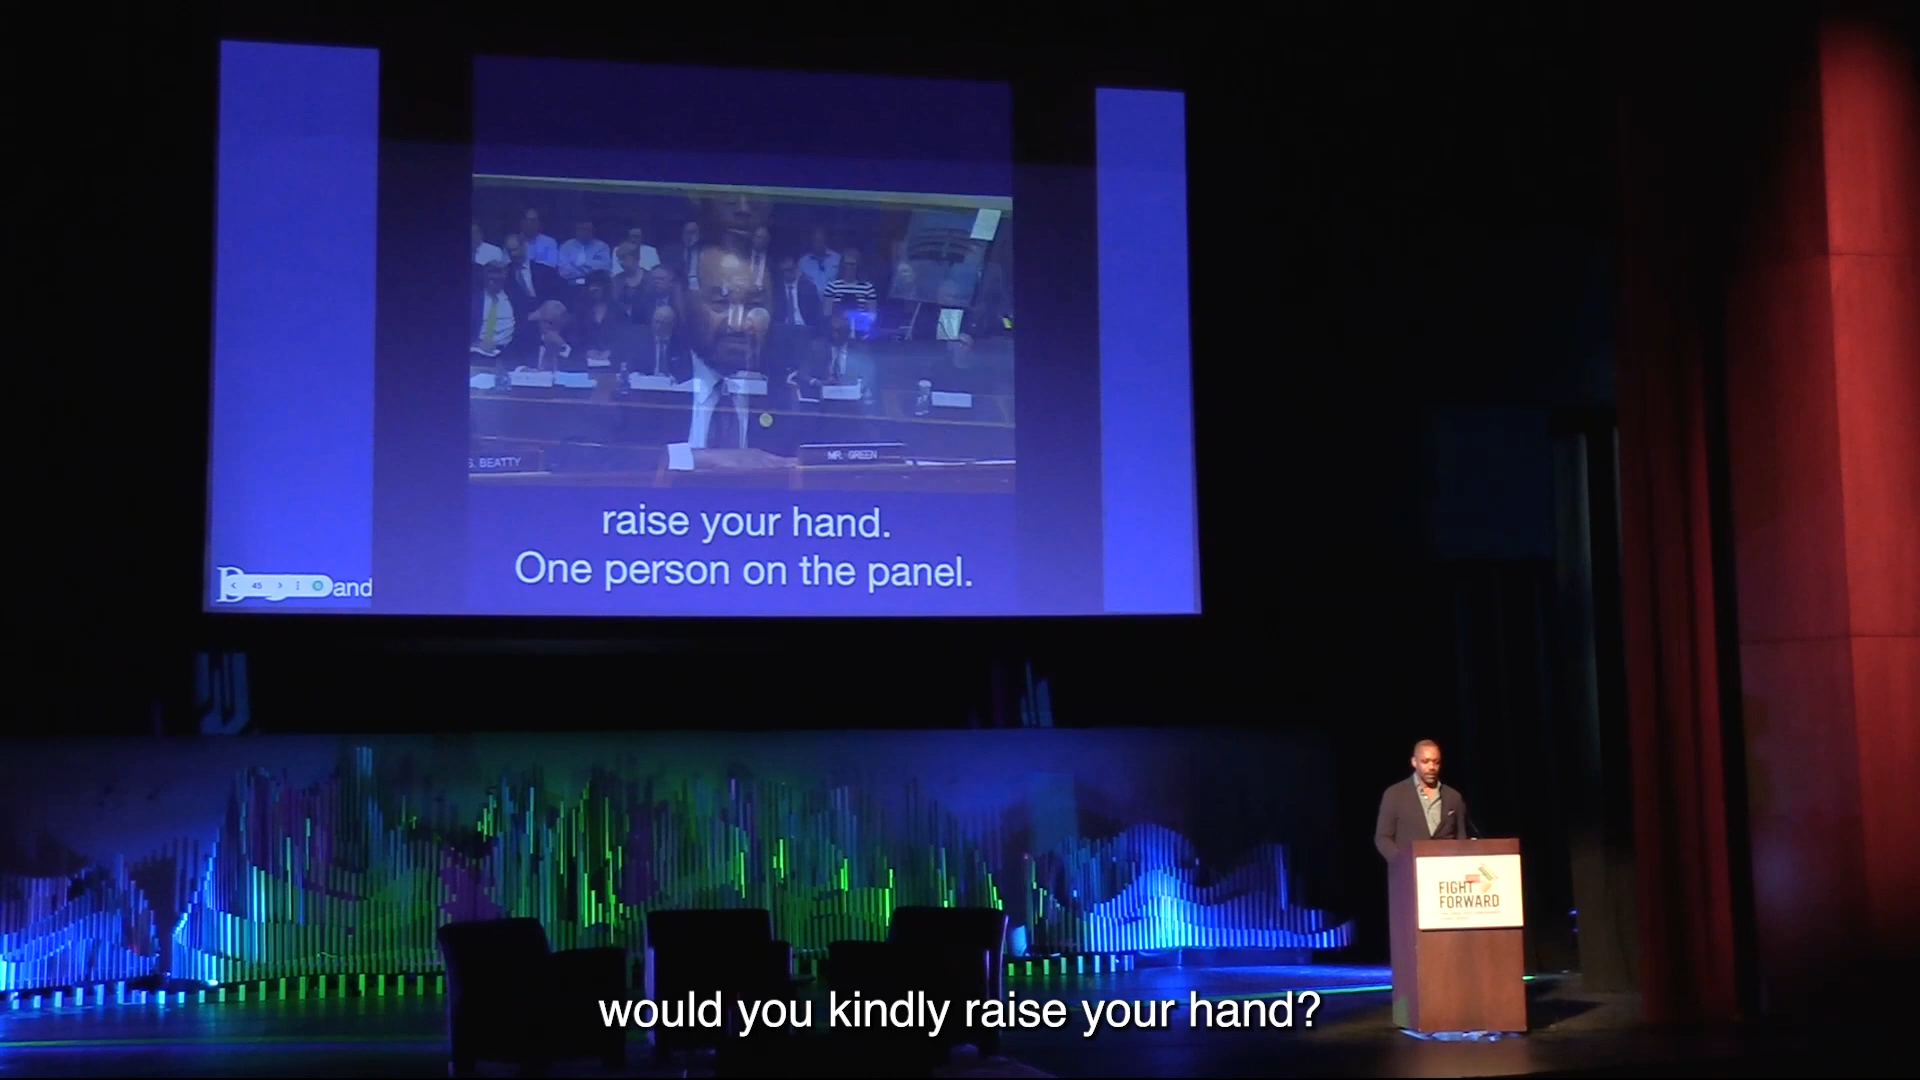 S. BEATTY
MR. GREEN
raise your hand.
One person on the panel.
45
and
FIGHT
FORWARD
would you kindly raise your hand?